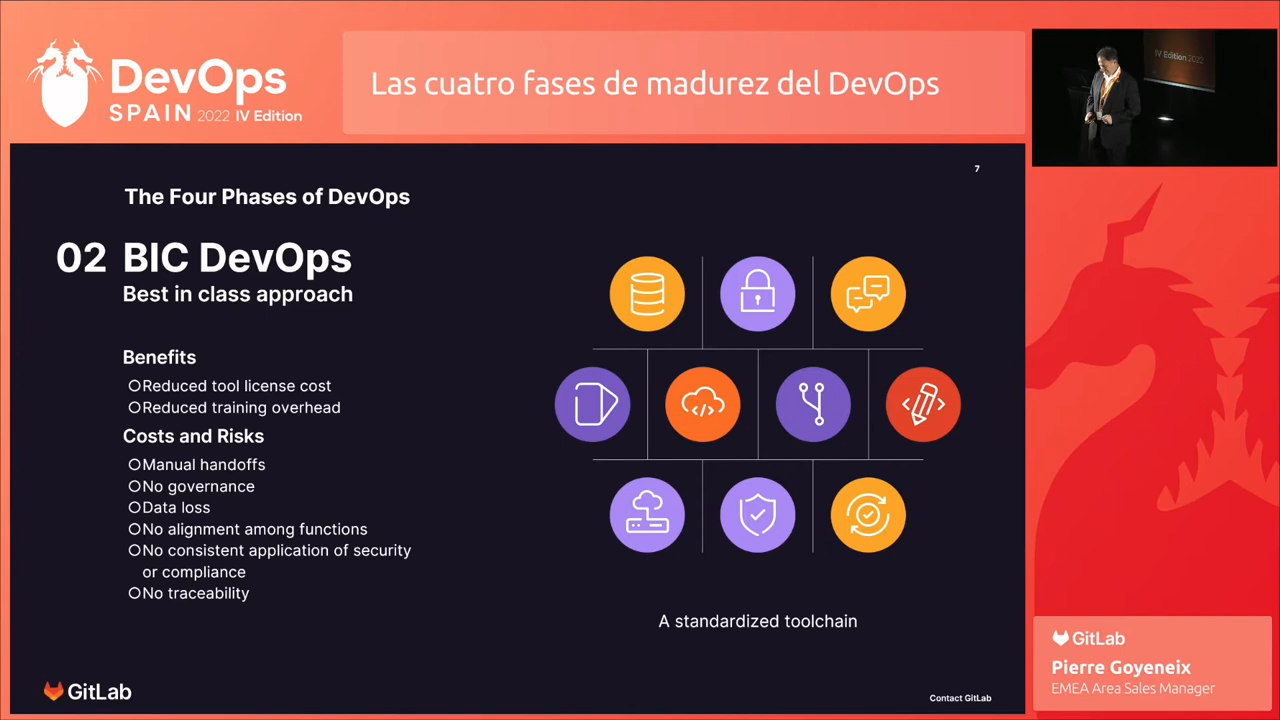 DevOps
SPAIN 2022 IV Edition
Las cuatro fases de madurez del DevOps
IV Edition 2022
7
The Four Phases of DevOps
02 BIC DevOps
Best in class approach
Benefits
Reduced tool license cost
Reduced training overhead
Costs and Risks
Manual handoffs
No governance
Data loss
No alignment among functions
No consistent application of security
or compliance
No traceability
A standardized toolchain
GitLab
Contact GitLab
GitLab
Pierre Goyeneix
EMEA Area Sales Manager